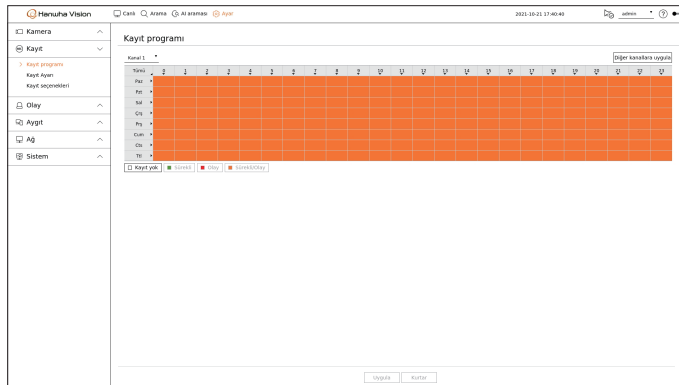 Hanwha Vision
Canlı Arama AI araması Ayar 2021-10-21 17:40:40 admin
Kamera
Kayıt
> Kayıt programı
Kayıt Ayarı
Kayıt seçenekleri
Olay
Aygıt
Ağ
Sistem
Kayıt programı
Kanal 1 Diğer kanallara uygula
Tümü 0 1 2 3 4 5 6 7 8 9 10 11 12 13 14 15 16 17 18 19 20 21 22 23
Paz
Pzt
Sal
Çrş
Prş
Cum
Cts
Ttl
Kayıt yok Sürekli Olay Sürekli/Olay
Uygula Kurtar